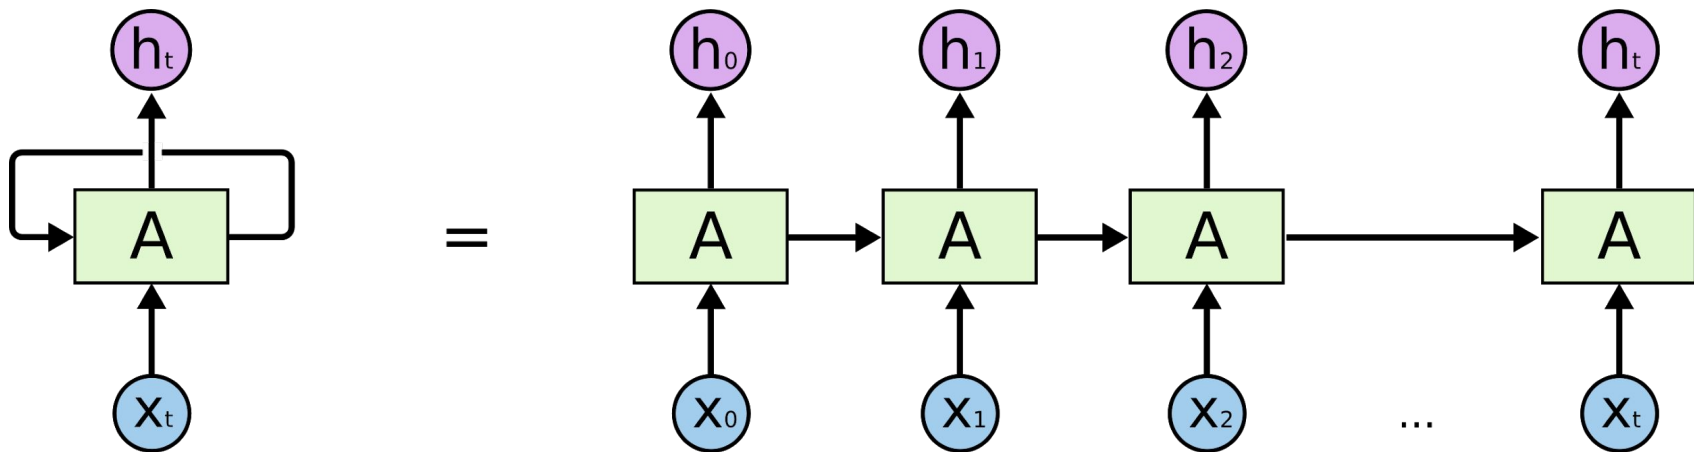 hₜ h₀ h₁ h₂ hₜ
A = A A A A
xₜ x₀ x₁ x₂ ... xₜ